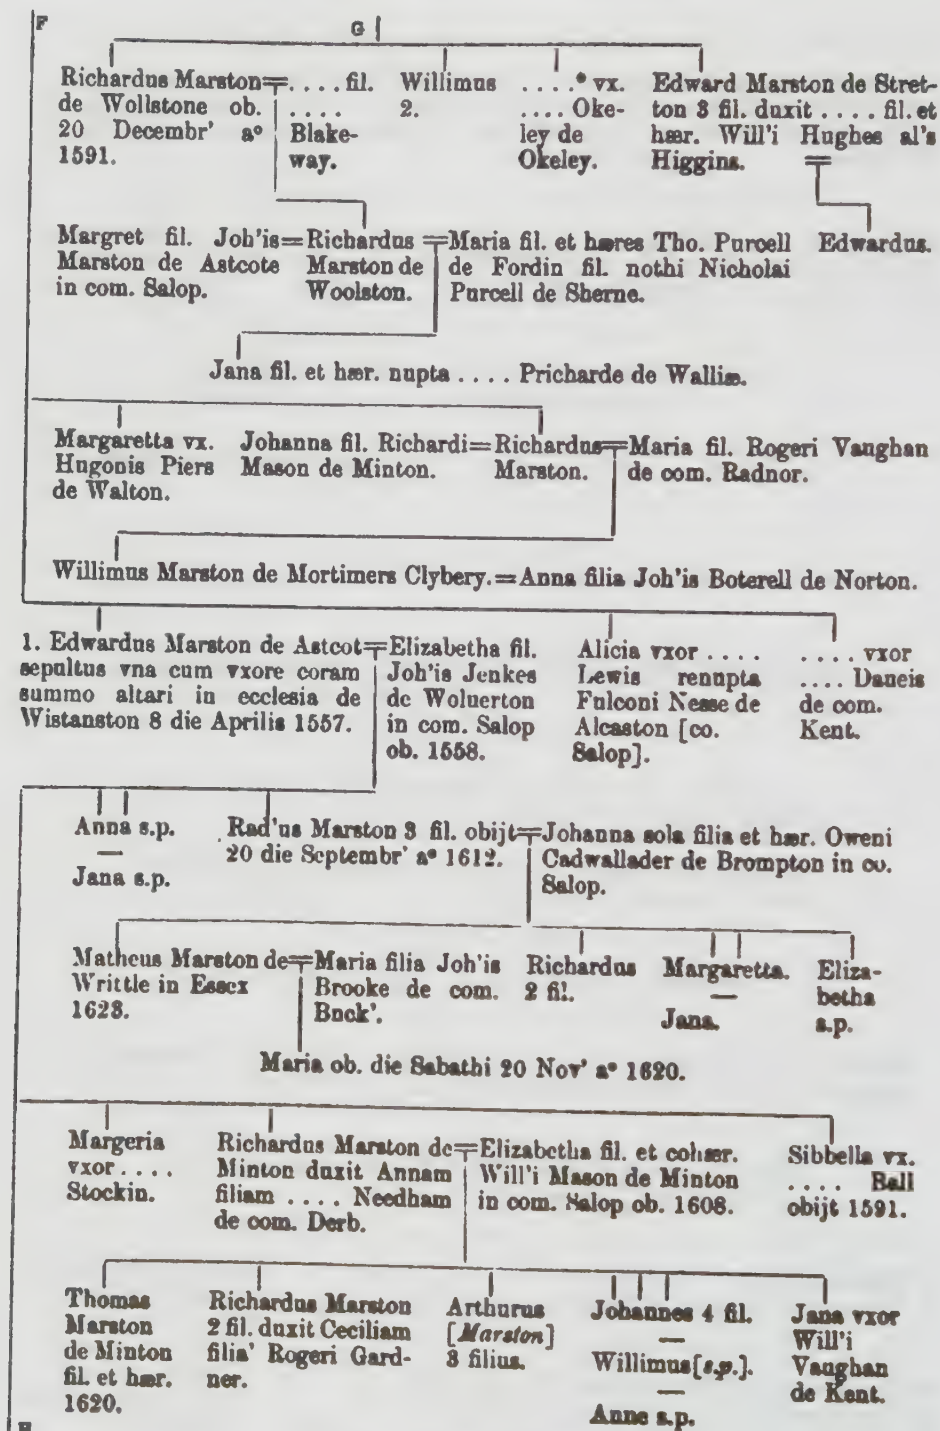 F
G
Richardus Marston= . . . . fil.
de Wollstone ob. . . . .
20 Decembr' aº Blake-
1591. way.
Willimus
2.
. . . .* vx.
. . . . Oke-
ley de
Okeley.
Edward Marston de Stret-
ton 3 fil. duxit . . . . fil. et
hær. Will'i Hughes al's
Higgins.
Margret fil. Joh'is=
Marston de Astcote
in com. Salop.
Richardus
Marston de
Woolston.
=Maria fil. et hæres Tho. Purcell
de Fordin fil. nothi Nicholai
Purcell de Sherne.
Edwardus.
Jana fil. et hær. nupta . . . . Pricharde de Walliæ.
Margaretta vx.
Hugonis Piers
de Walton.
Johanna fil. Richardi=
Mason de Minton.
Richardus
Marston.
=Maria fil. Rogeri Vaughan
de com. Radnor.
Willimus Marston de Mortimers Clybery.=Anna filia Joh'is Boterell de Norton.
1. Edwardus Marston de Astcot=
sepultus vna cum vxore coram
summo altari in ecclesia de
Wistanston 8 die Aprilis 1557.
Elizabetha fil.
Joh'is Jenkes
de Woluerton
in com. Salop
ob. 1558.
Alicia vxor . . . .
Lewis renupta
Fulconi Nesse de
Alcaston [co.
Salop].
. . . . vxor
. . . . Daneis
de com.
Kent.
Anna s.p.
—
Jana s.p.
Rad'us Marston 3 fil. obijt=
20 die Septembr' aº 1612.
Johanna sola filia et hær. Oweni
Cadwallader de Brompton in co.
Salop.
Matheus Marston de=
Writtle in Essex
1623.
Maria filia Joh'is
Brooke de com.
Buck'.
Richardus
2 fil.
Margaretta.
—
Jana.
Eliza-
betha
s.p.
Maria ob. die Sabathi 20 Nov' aº 1620.
Margeria
vxor . . . .
Stockin.
Richardus Marston de=
Minton duxit Annam
filiam . . . . Needham
de com. Derb.
Elizabetha fil. et cohær.
Will'i Mason de Minton
in com. Salop ob. 1608.
Sibbella vx.
. . . . Ball
obijt 1591.
Thomas
Marston
de Minton
fil. et hær.
1620.
Richardus Marston
2 fil. duxit Ceciliam
filia' Rogeri Gard-
ner.
Arthurus
[Marston]
3 filius.
Johannes 4 fil.
—
Willimus[s.p.].
—
Anne s.p.
Jana vxor
Will'i
Vaughan
de Kent.
H